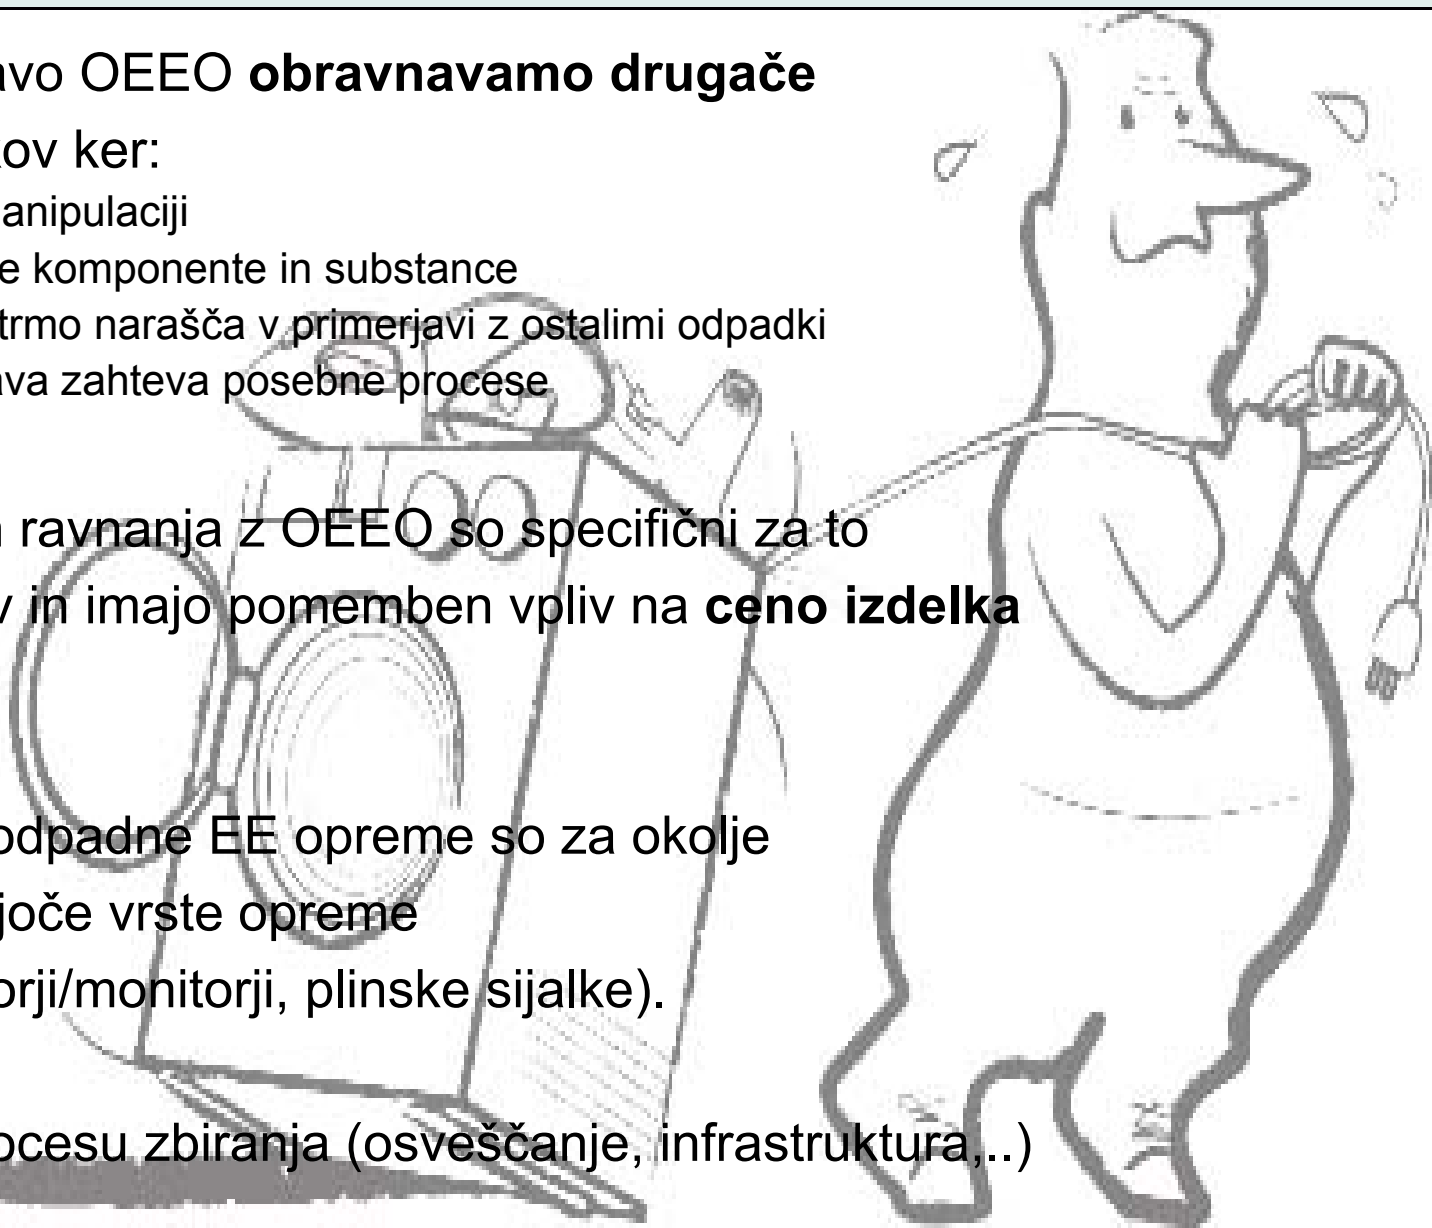 avo OEEO obravnavamo drugače
kov ker:
anipulaciji
e komponente in substance
trmo narašča v primerjavi z ostalimi odpadki
ava zahteva posebne procese
n ravnanja z OEEO so specifični za to
v in imajo pomemben vpliv na ceno izdelka
odpadne EE opreme so za okolje
joče vrste opreme
orji/monitorji, plinske sijalke).
ocesu zbiranja (osveščanje, infrastruktura,..)